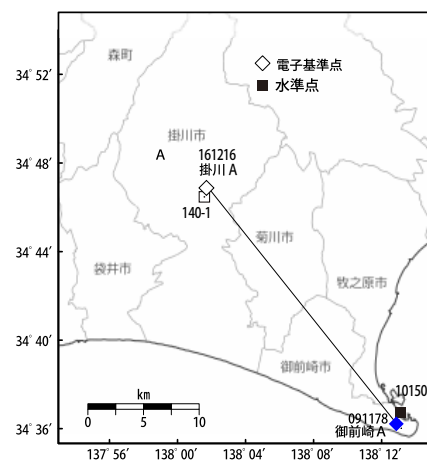 34˚ 52'
34˚ 48'
34˚ 44'
34˚ 40'
34˚ 36'
森町
電子基準点
水準点
掛川市
A
161216
掛川 A
140-1
菊川市
袋井市
牧之原市
御前崎市
10150
091178
御前崎 A
km
0 5 10
137˚ 56' 138˚ 00' 138˚ 04' 138˚ 08' 138˚ 12'